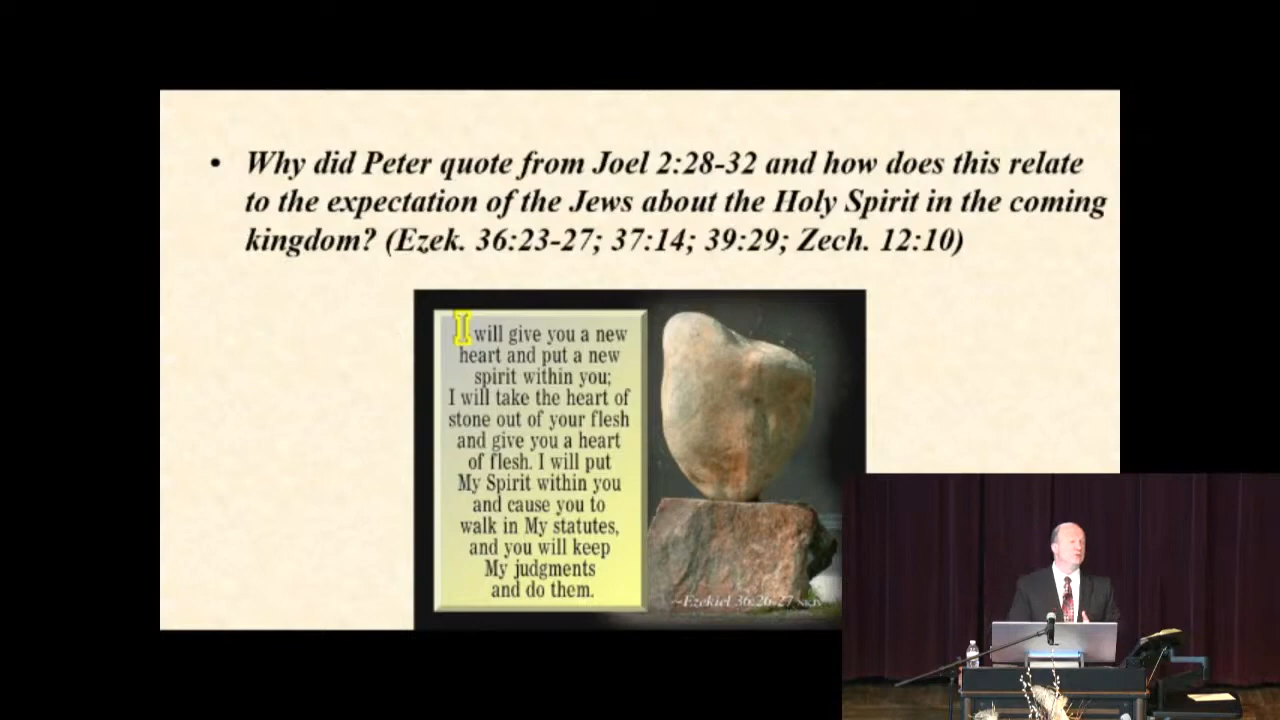 • Why did Peter quote from Joel 2:28-32 and how does this relate
to the expectation of the Jews about the Holy Spirit in the coming
kingdom? (Ezek. 36:23-27; 37:14; 39:29; Zech. 12:10)
I will give you a new
heart and put a new
spirit within you;
I will take the heart of
stone out of your flesh
and give you a heart
of flesh. I will put
My Spirit within you
and cause you to
walk in My statutes,
and you will keep
My judgments
and do them.
~Ezekiel 36:26-27